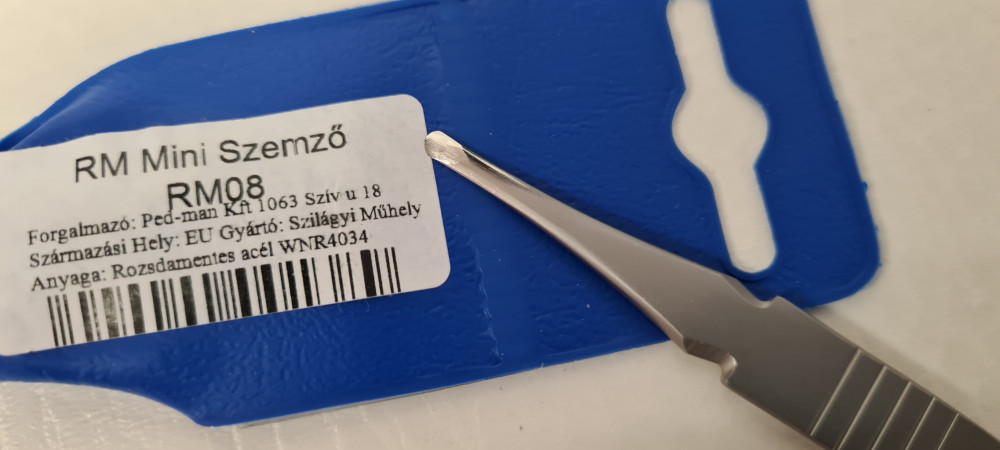 RM Mini Szemző
RM08
Forgalmazó: Ped-man Kft 1063 Szív u 18
Származási Hely: EU Gyártó: Szilágyi Műhely
Anyaga: Rozsdamentes acél WNR4034